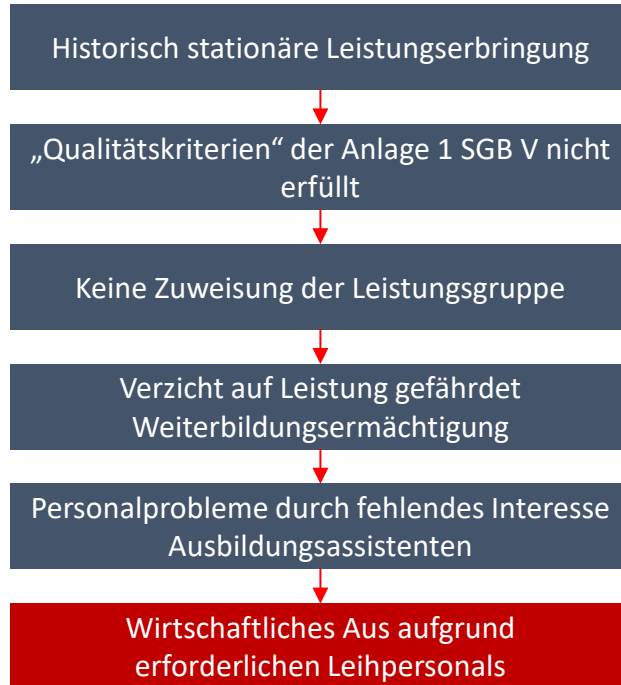 Historisch stationäre Leistungserbringung
„Qualitätskriterien“ der Anlage 1 SGB V nicht
erfüllt
Keine Zuweisung der Leistungsgruppe
Verzicht auf Leistung gefährdet
Weiterbildungsermächtigung
Personalprobleme durch fehlendes Interesse
Ausbildungsassistenten
Wirtschaftliches Aus aufgrund
erforderlichen Leihpersonals